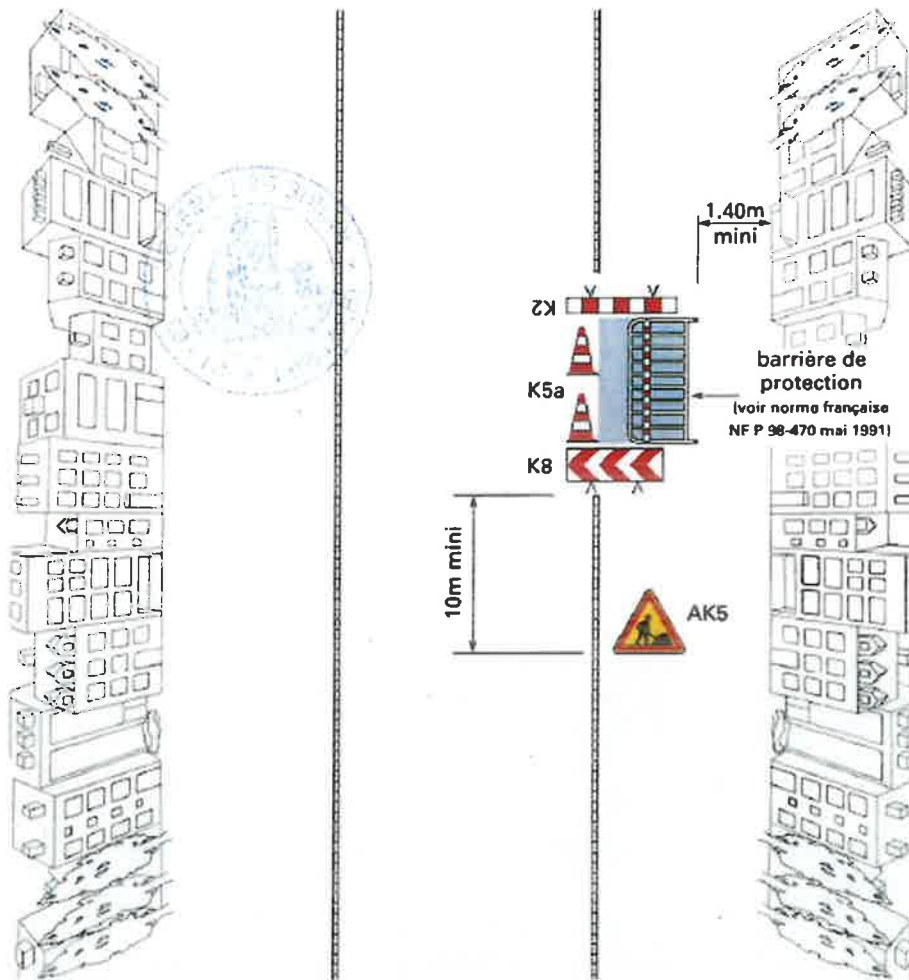 1.40m
mini
K2
K5a
barrière de
protection
(voir norme française
NF P 98-470 mai 1991)
K8
10m mini
AK5